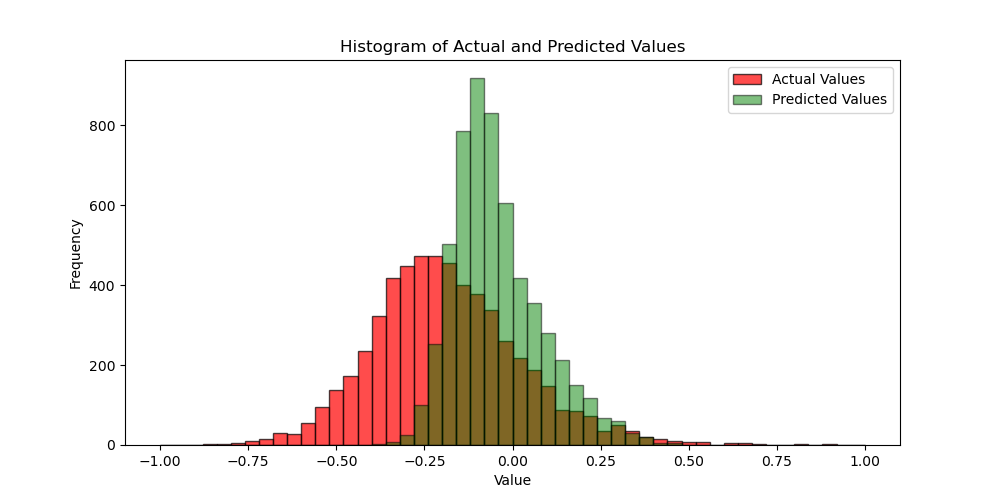 Histogram of Actual and Predicted Values
Actual Values
Predicted Values
Frequency
800
600
400
200
0
−1.00 −0.75 −0.50 −0.25 0.00 0.25 0.50 0.75 1.00
Value